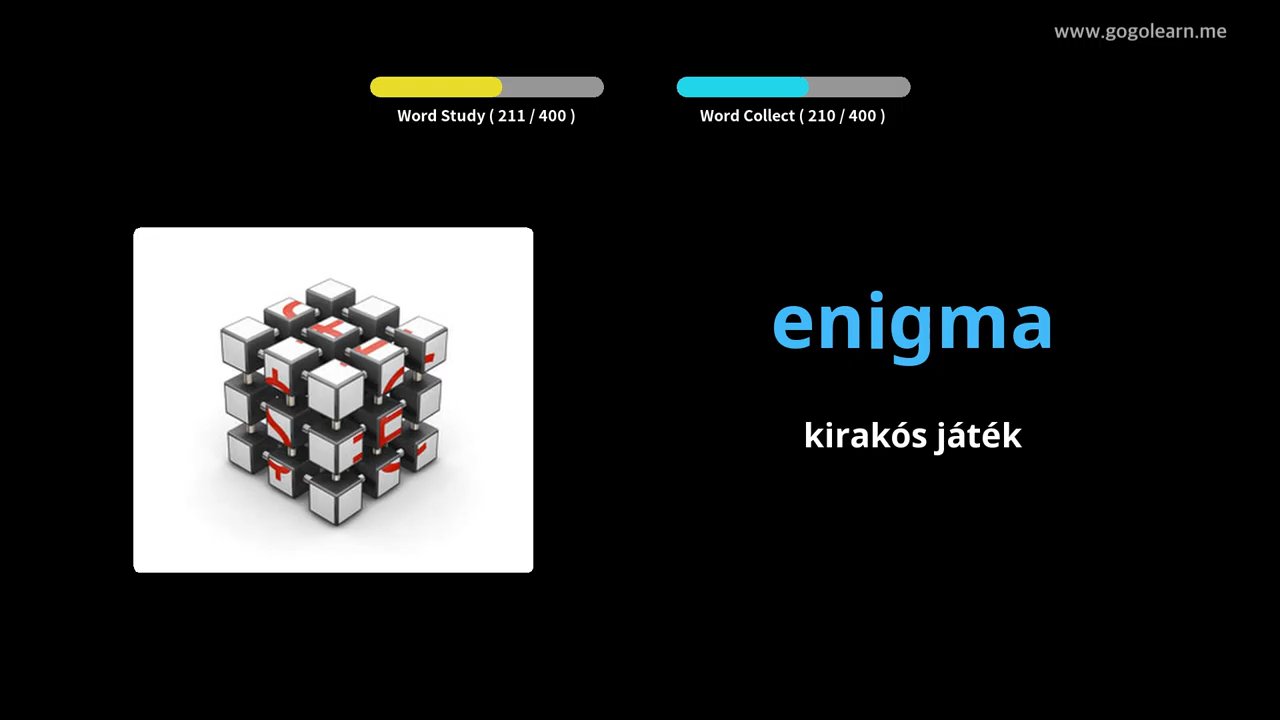 www.gogolearn.me
Word Study ( 211 / 400 )
Word Collect ( 210 / 400 )
enigma
kirakós játék